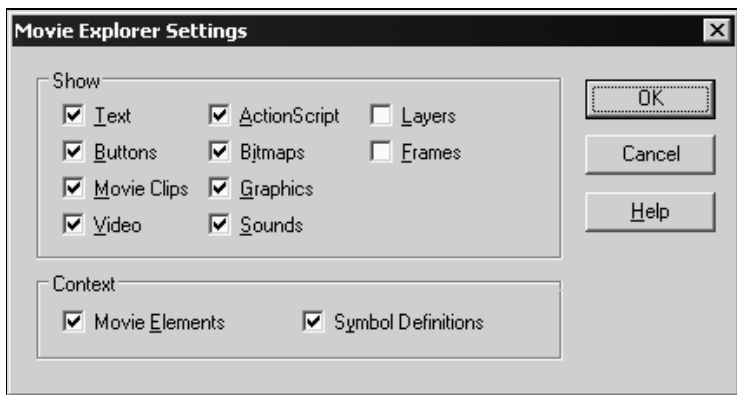 Movie Explorer Settings
Show
Text ActionScript Layers
Buttons Bitmaps Frames
Movie Clips Graphics
Video Sounds
OK
Cancel
Help
Context
Movie Elements Symbol Definitions